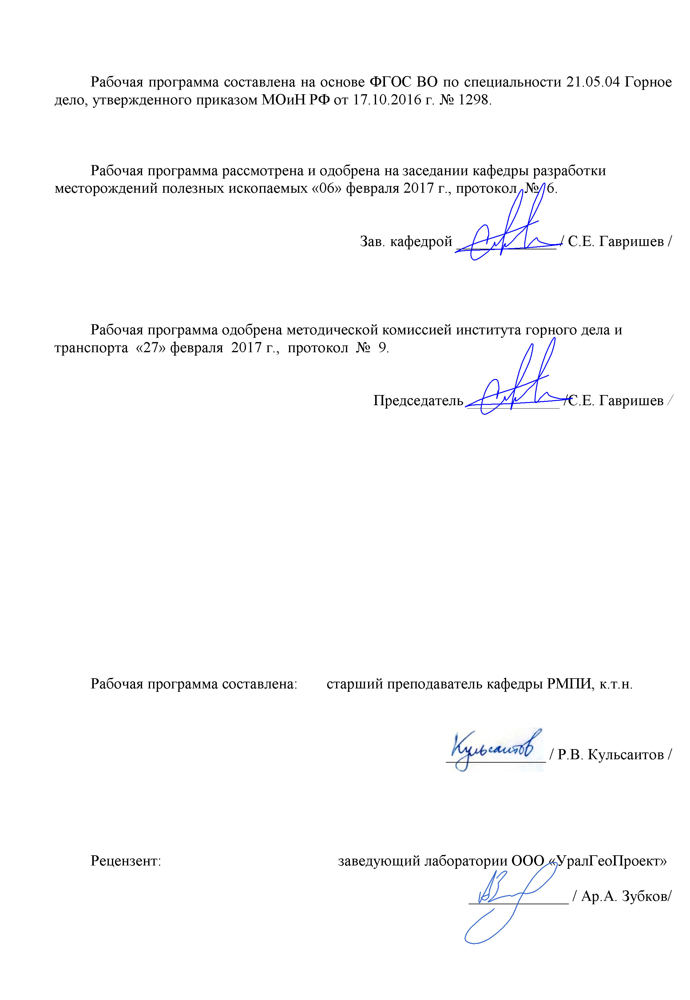 Рабочая программа составлена на основе ФГОС ВО по специальности 21.05.04 Горное
дело, утвержденного приказом МОиН РФ от 17.10.2016 г. № 1298.
Рабочая программа рассмотрена и одобрена на заседании кафедры разработки
месторождений полезных ископаемых «06» февраля 2017 г., протокол № 6.
Зав. кафедрой _____________ / С.Е. Гавришев /
Рабочая программа одобрена методической комиссией института горного дела и
транспорта «27» февраля 2017 г., протокол № 9.
Председатель ____________ /С.Е. Гавришев /
Рабочая программа составлена: старший преподаватель кафедры РМПИ, к.т.н.
Кульсаитов / Р.В. Кульсаитов /
Рецензент: заведующий лаборатории ООО «УралГеоПроект»
_____________ / Ар.А. Зубков/